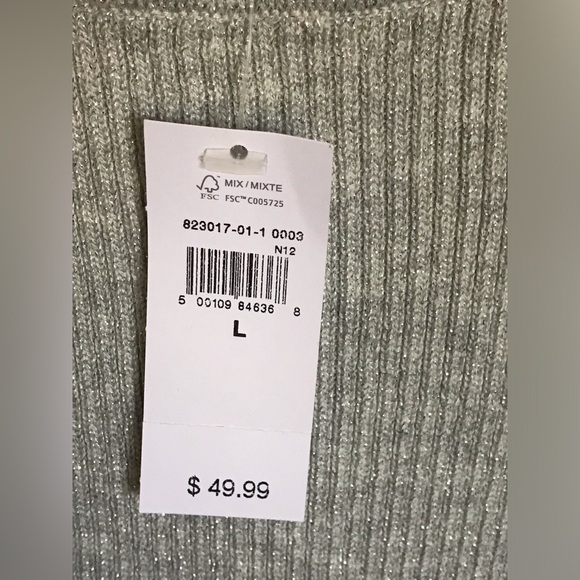 MIX / MIXTE
FSC FSC™ C005725
823017-01-1 0003
N12
5 00109 84636 8
L
$ 49.99